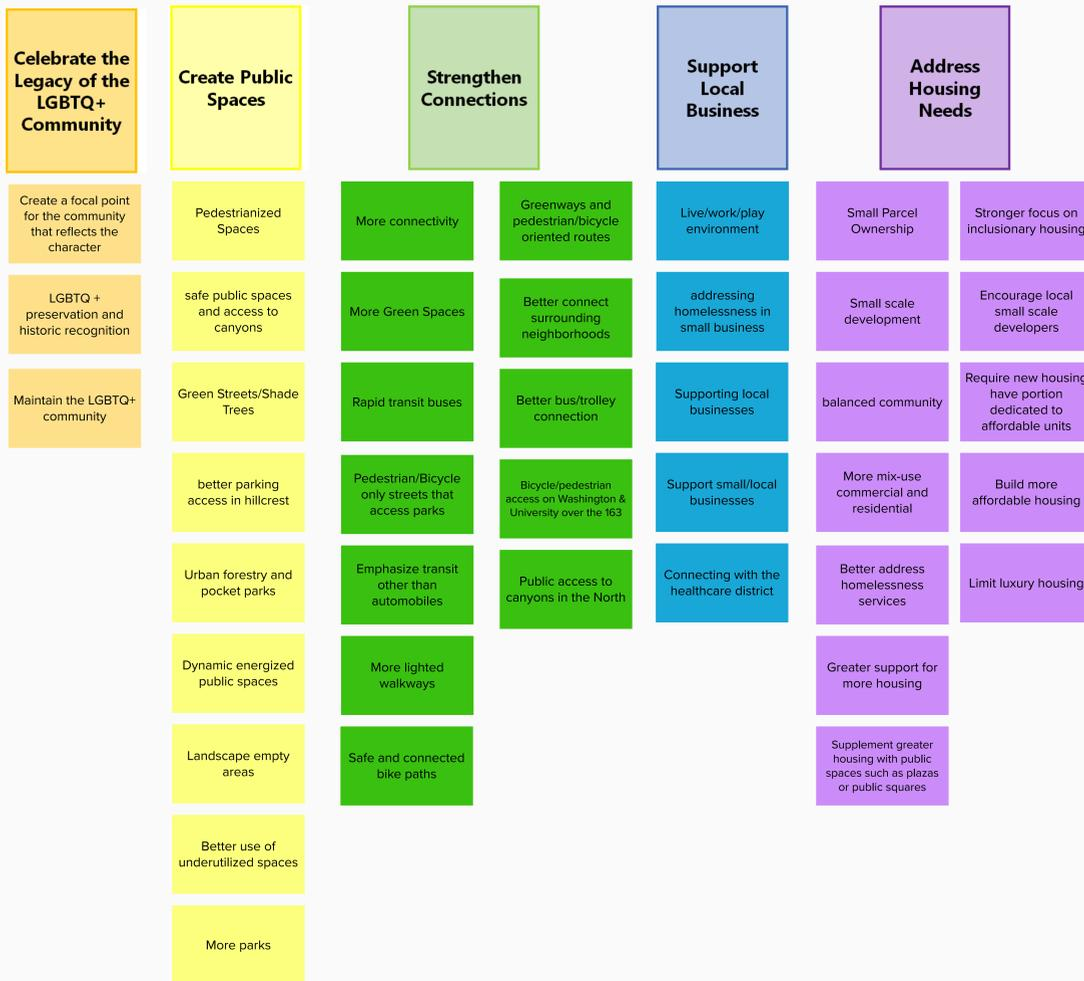 Celebrate the
Legacy of the
LGBTQ+
Community
Create a focal point
for the community
that reflects the
character
LGBTQ +
preservation and
historic recognition
Maintain the LGBTQ+
community
Create Public
Spaces
Pedestrianized
Spaces
safe public spaces
and access to
canyons
Green Streets/Shade
Trees
better parking
access in hillcrest
Urban forestry and
pocket parks
Dynamic energized
public spaces
Landscape empty
areas
Better use of
underutilized spaces
More parks
Strengthen
Connections
More connectivity
More Green Spaces
Rapid transit buses
Pedestrian/Bicycle
only streets that
access parks
Emphasize transit
other than
automobiles
More lighted
walkways
Safe and connected
bike paths
Greenways and
pedestrian/bicycle
oriented routes
Better connect
surrounding
neighborhoods
Better bus/trolley
connection
Bicycle/pedestrian
access on Washington &
University over the 163
Public access to
canyons in the North
Support
Local
Business
Live/work/play
environment
addressing
homelessness in
small business
Supporting local
businesses
Support small/local
businesses
Connecting with the
healthcare district
Address
Housing
Needs
Small Parcel
Ownership
Small scale
development
balanced community
More mix-use
commercial and
residential
Better address
homelessness
services
Greater support for
more housing
Supplement greater
housing with public
spaces such as plazas
or public squares
Stronger focus on
inclusionary housing
Encourage local
small scale
developers
Require new housing
have portion
dedicated to
affordable units
Build more
affordable housing
Limit luxury housing